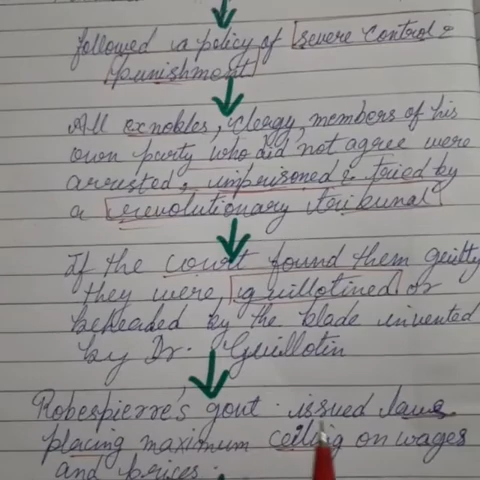 followed a policy of severe control &
punishment
All exnobles, clergy, members of his
own party who did not agree were
arrested, imprisoned & tried by
a revolutionary tribunal
If the court found them guilty
they were, guillotined or
beheaded by the blade invented
by Dr. Guillotin
Robespierre's govt. issued laws
placing maximum ceiling on wages
and prices.